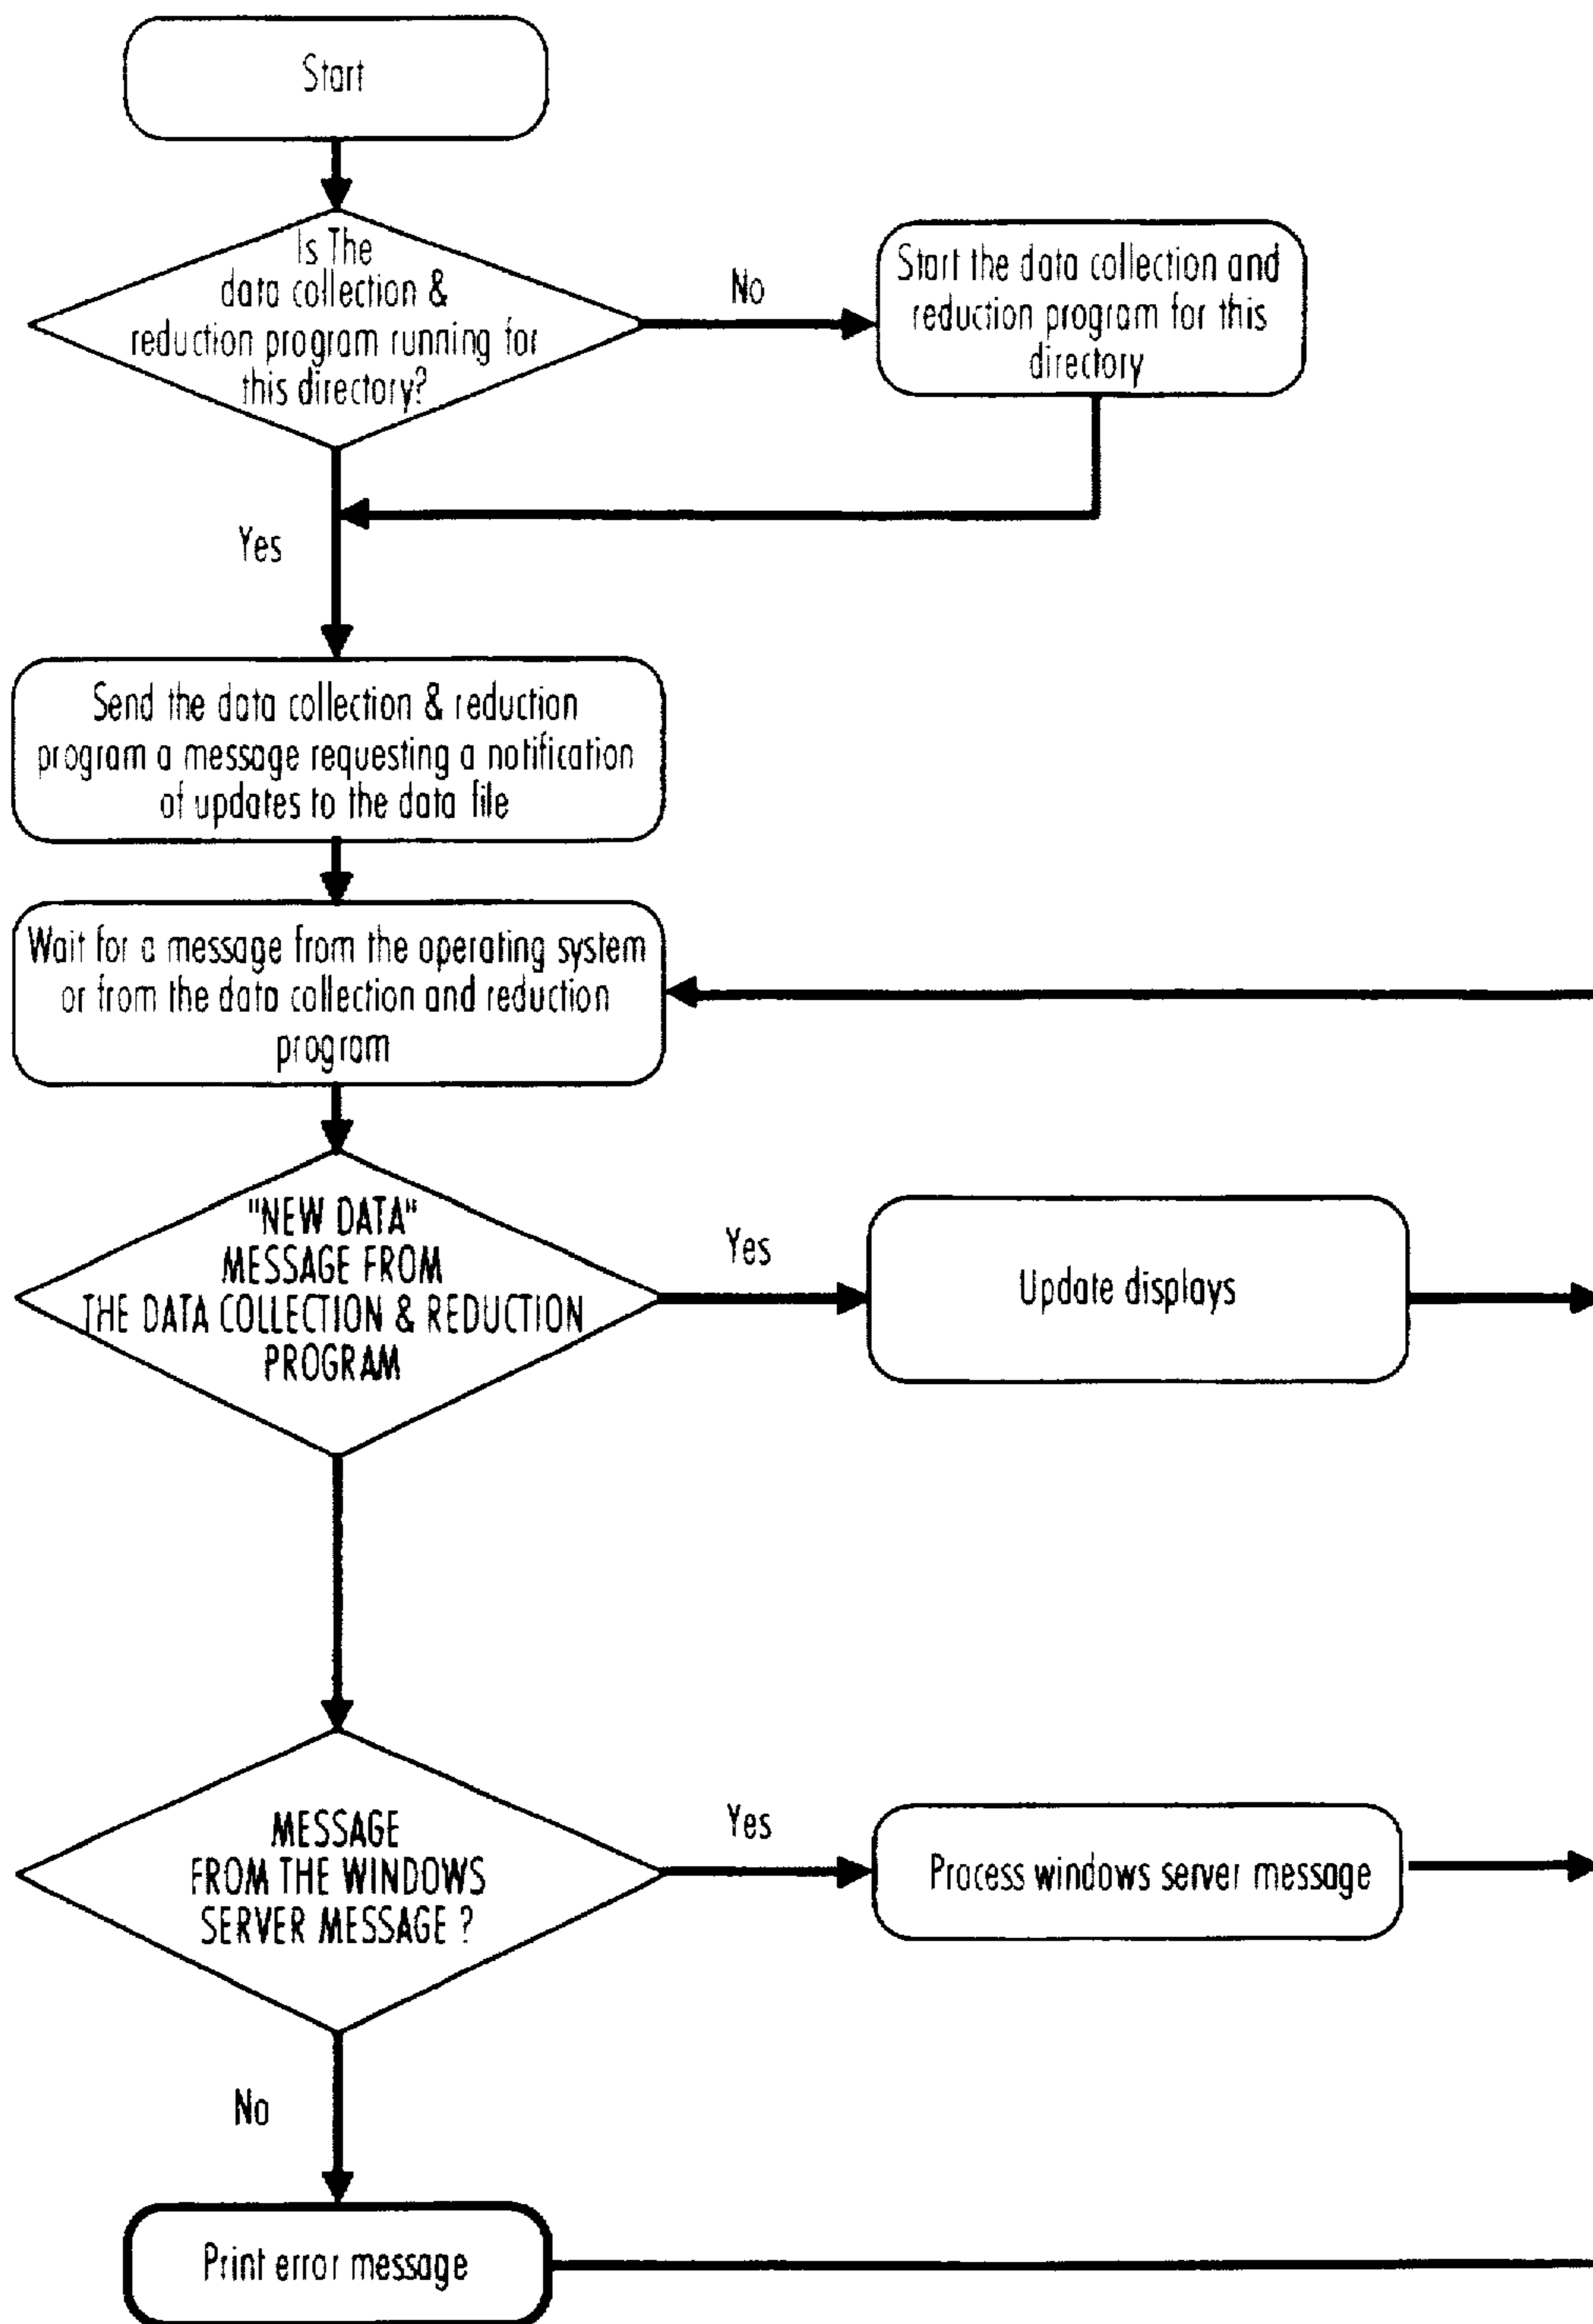 Start
Is The
data collection &
reduction program running for
this directory?
No
Start the data collection and
reduction program for this
directory
Yes
Send the data collection & reduction
program a message requesting a notification
of updates to the data file
Wait for a message from the operating system
or from the data collection and reduction
program
"NEW DATA"
MESSAGE FROM
THE DATA COLLECTION & REDUCTION
PROGRAM
Yes
Update displays
MESSAGE
FROM THE WINDOWS
SERVER MESSAGE ?
Yes
Process windows server message
No
Print error message